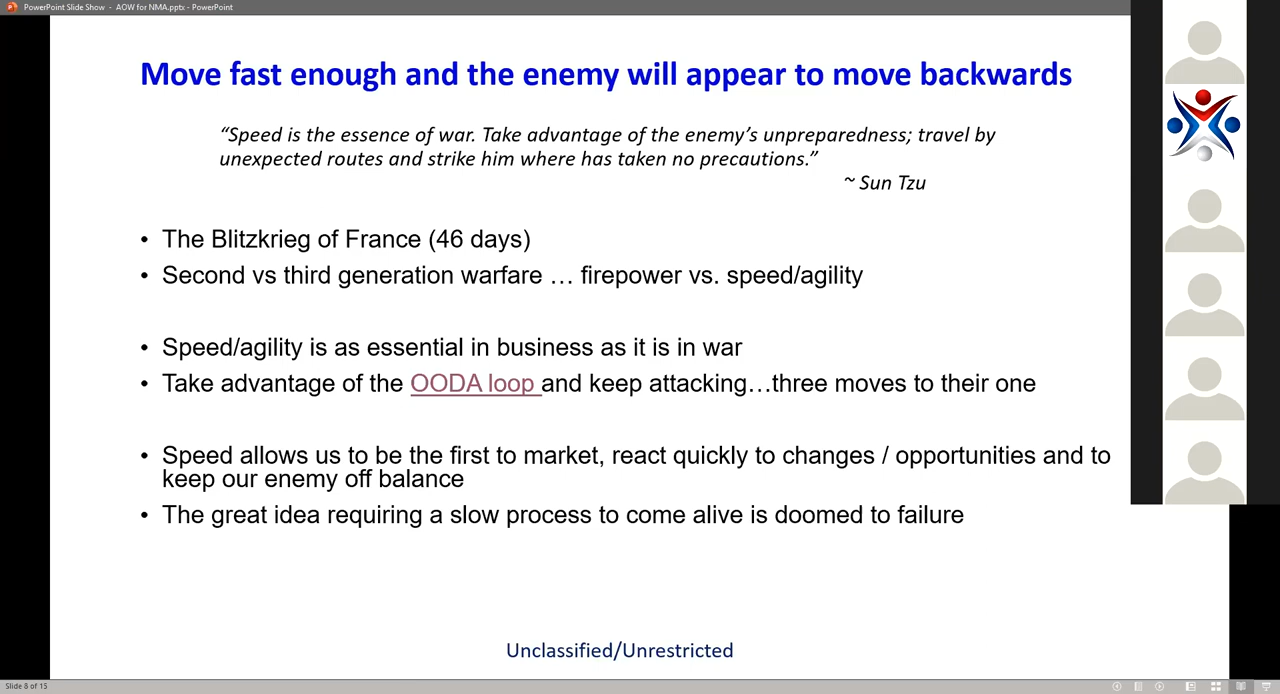 PowerPoint Slide Show - AOW for NMA.pptx - PowerPoint
Move fast enough and the enemy will appear to move backwards
“Speed is the essence of war. Take advantage of the enemy’s unpreparedness; travel by
unexpected routes and strike him where has taken no precautions.”
~ Sun Tzu
• The Blitzkrieg of France (46 days)
• Second vs third generation warfare … firepower vs. speed/agility
• Speed/agility is as essential in business as it is in war
• Take advantage of the OODA loop and keep attacking…three moves to their one
• Speed allows us to be the first to market, react quickly to changes / opportunities and to
keep our enemy off balance
• The great idea requiring a slow process to come alive is doomed to failure
Unclassified/Unrestricted
Slide 8 of 15